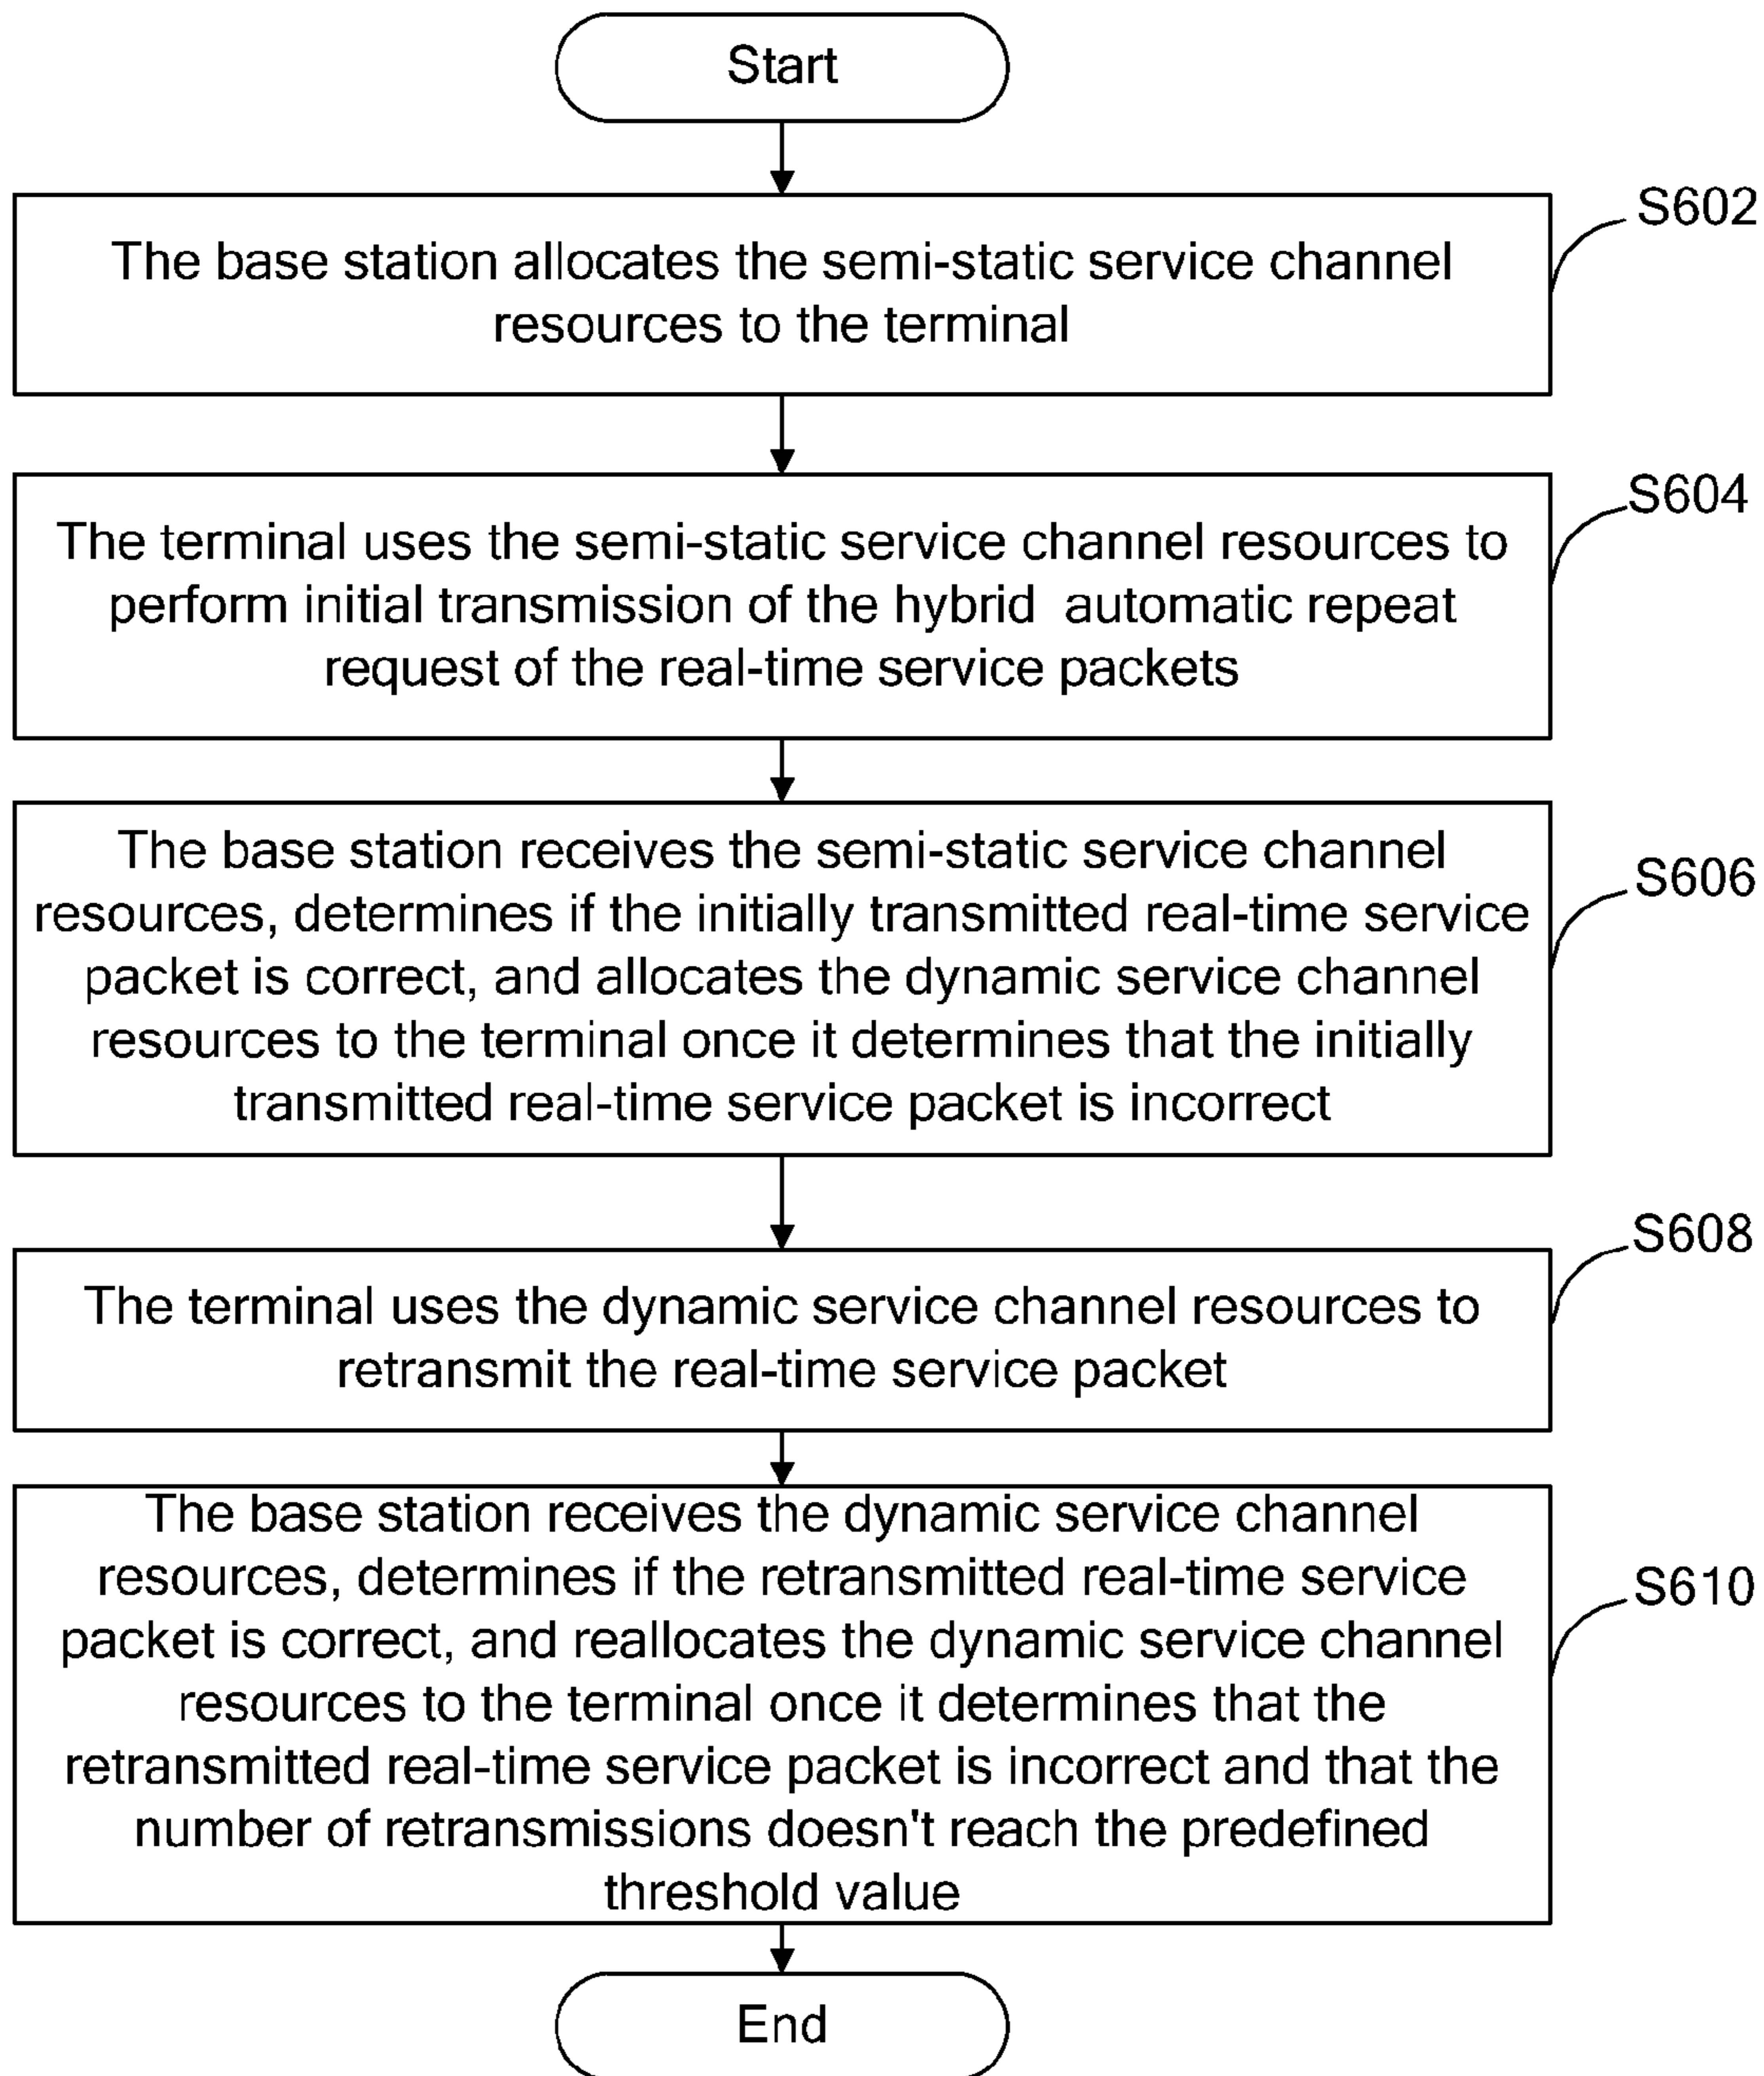 Start
S602
The base station allocates the semi-static service channel
resources to the terminal
S604
The terminal uses the semi-static service channel resources to
perform initial transmission of the hybrid automatic repeat
request of the real-time service packets
The base station receives the semi-static service channel
S606
resources, determines if the initially transmitted real-time service
packet is correct, and allocates the dynamic service channel
resources to the terminal once it determines that the initially
transmitted real-time service packet is incorrect
S608
The terminal uses the dynamic service channel resources to
retransmit the real-time service packet
The base station receives the dynamic service channel
resources, determines if the retransmitted real-time service
S610
packet is correct, and reallocates the dynamic service channel
resources to the terminal once it determines that the
retransmitted real-time service packet is incorrect and that the
number of retransmissions doesn't reach the predefined
threshold value
End